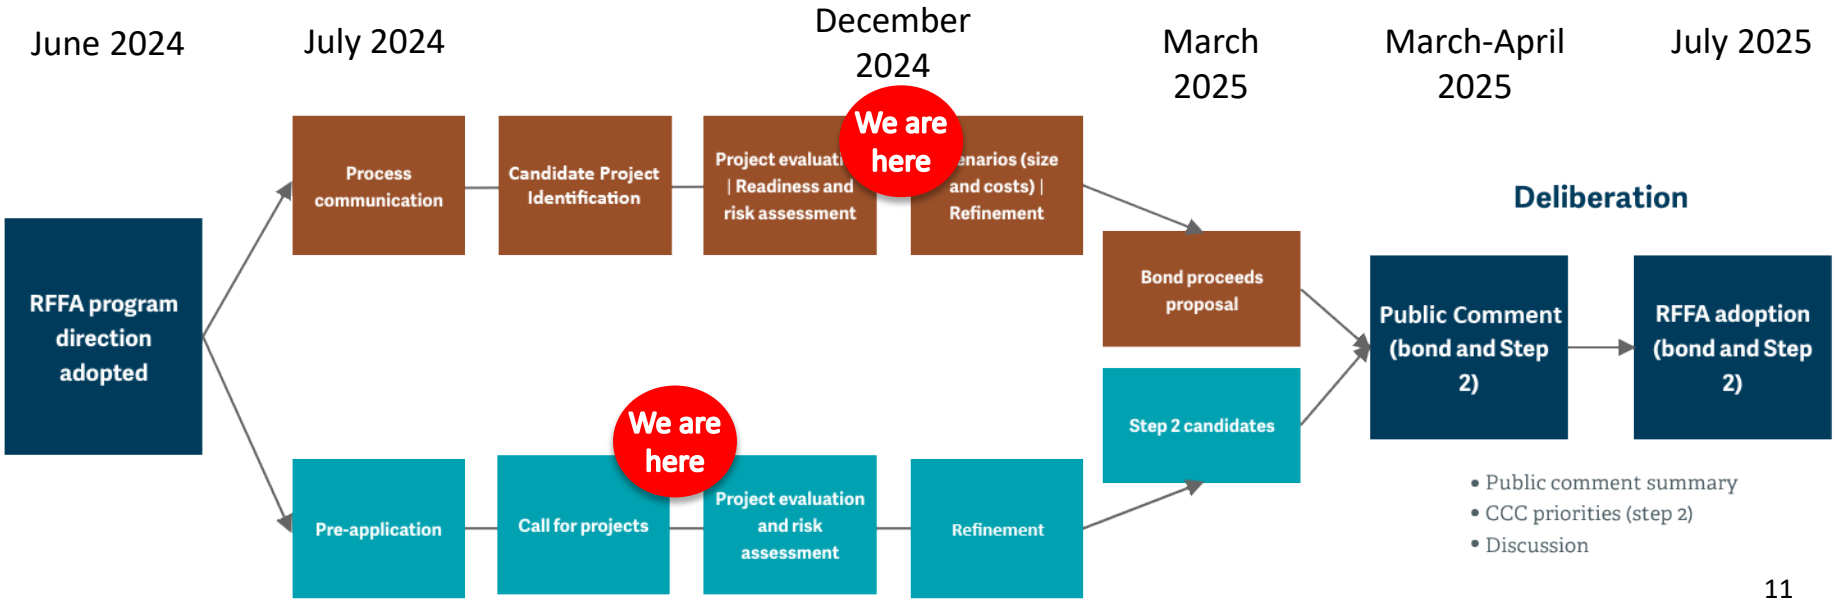 June 2024
July 2024
December
2024
March
2025
March-April
2025
July 2025
RFFA program
direction
adopted
Process
communication
Candidate Project
Identification
Project
| Readiness and
risk assessment
We are
here
(size
and costs) |
Refinement
Bond proceeds
proposal
Deliberation
Public Comment
(bond and Step
2)
RFFA adoption
(bond and Step
2)
Pre-application
Call for projects
We are
here
Project evaluation
and risk
assessment
Refinement
Step 2 candidates
• Public comment summary
• CCC priorities (step 2)
• Discussion
11